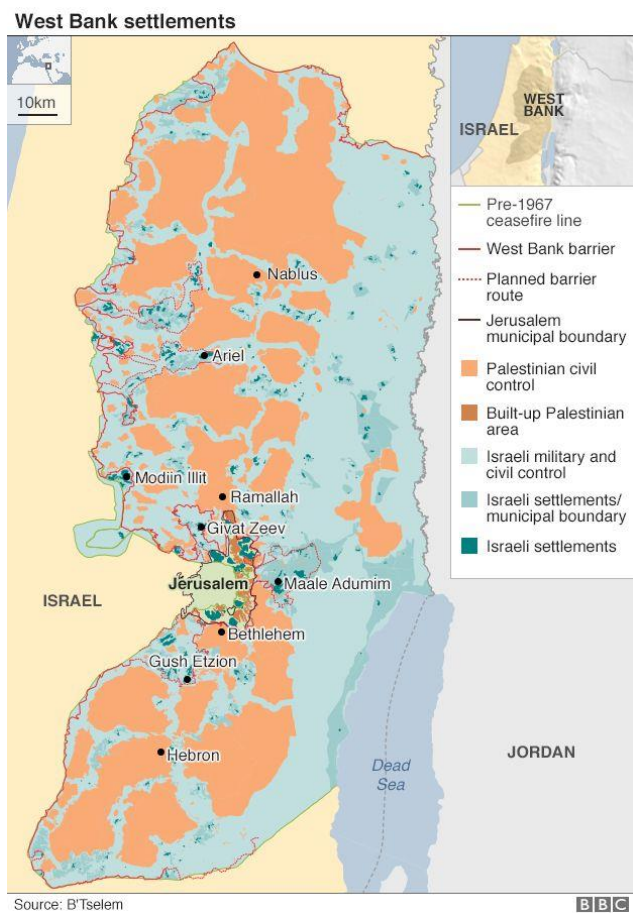 West Bank settlements
10km
WEST
BANK
ISRAEL
Pre-1967
ceasefire line
West Bank barrier
Planned barrier
route
Jerusalem
municipal boundary
Palestinian civil
control
Built-up Palestinian
area
Israeli military and
civil control
Israeli settlements/
municipal boundary
Israeli settlements
Nablus
Ariel
Modiin Illit
Ramallah
Givat Zeev
Jerusalem
Maale Adumim
ISRAEL
Bethlehem
Gush Etzion
Hebron
Dead
Sea
JORDAN
Source: B'Tselem
BBC